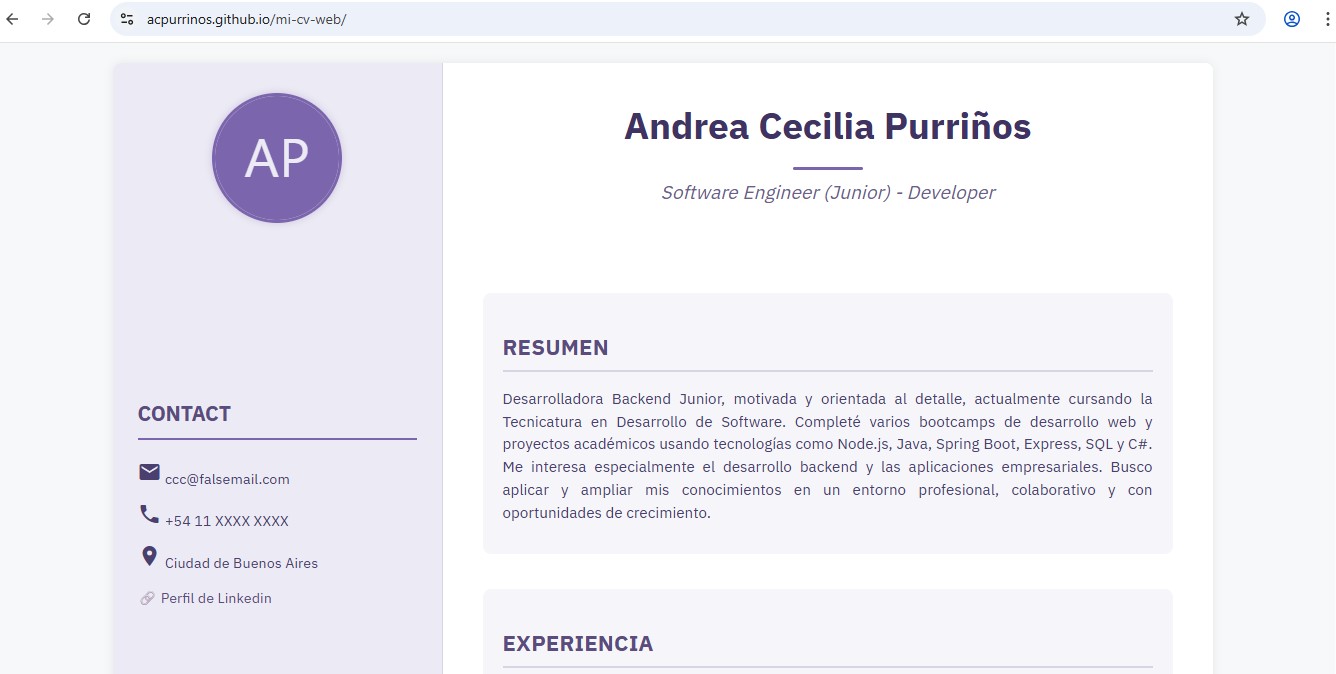 acpurrinos.github.io/mi-cv-web/
AP
CONTACT
ccc@falsemail.com
+54 11 XXXX XXXX
Ciudad de Buenos Aires
Perfil de Linkedin
Andrea Cecilia Purriños
Software Engineer (Junior) - Developer
RESUMEN
Desarrolladora Backend Junior, motivada y orientada al detalle, actualmente cursando la
Tecnicatura en Desarrollo de Software. Completé varios bootcamps de desarrollo web y
proyectos académicos usando tecnologías como Node.js, Java, Spring Boot, Express, SQL y C#.
Me interesa especialmente el desarrollo backend y las aplicaciones empresariales. Busco
aplicar y ampliar mis conocimientos en un entorno profesional, colaborativo y con
oportunidades de crecimiento.
EXPERIENCIA